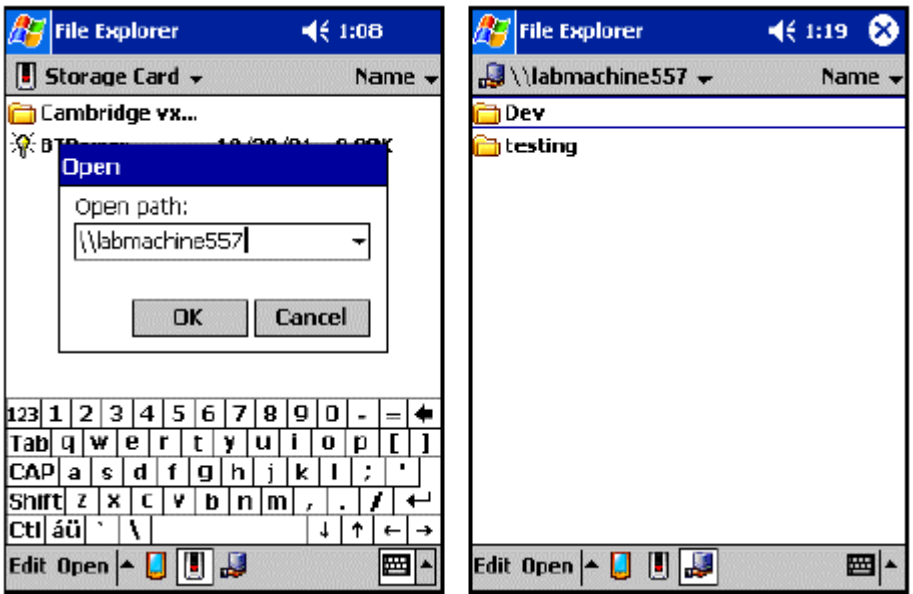 File Explorer 1:08
Storage Card Name
Cambridge vx...
Open
Open path:
\\labmachine557
OK Cancel
123 1 2 3 4 5 6 7 8 9 0 - =
Tab q w e r t y u i o p [ ]
CAP a s d f g h j k l ; '
Shift z x c v b n m , . /
Ctl áü ` \
Edit Open
File Explorer 1:19
\\labmachine557 Name
Dev
testing
Edit Open